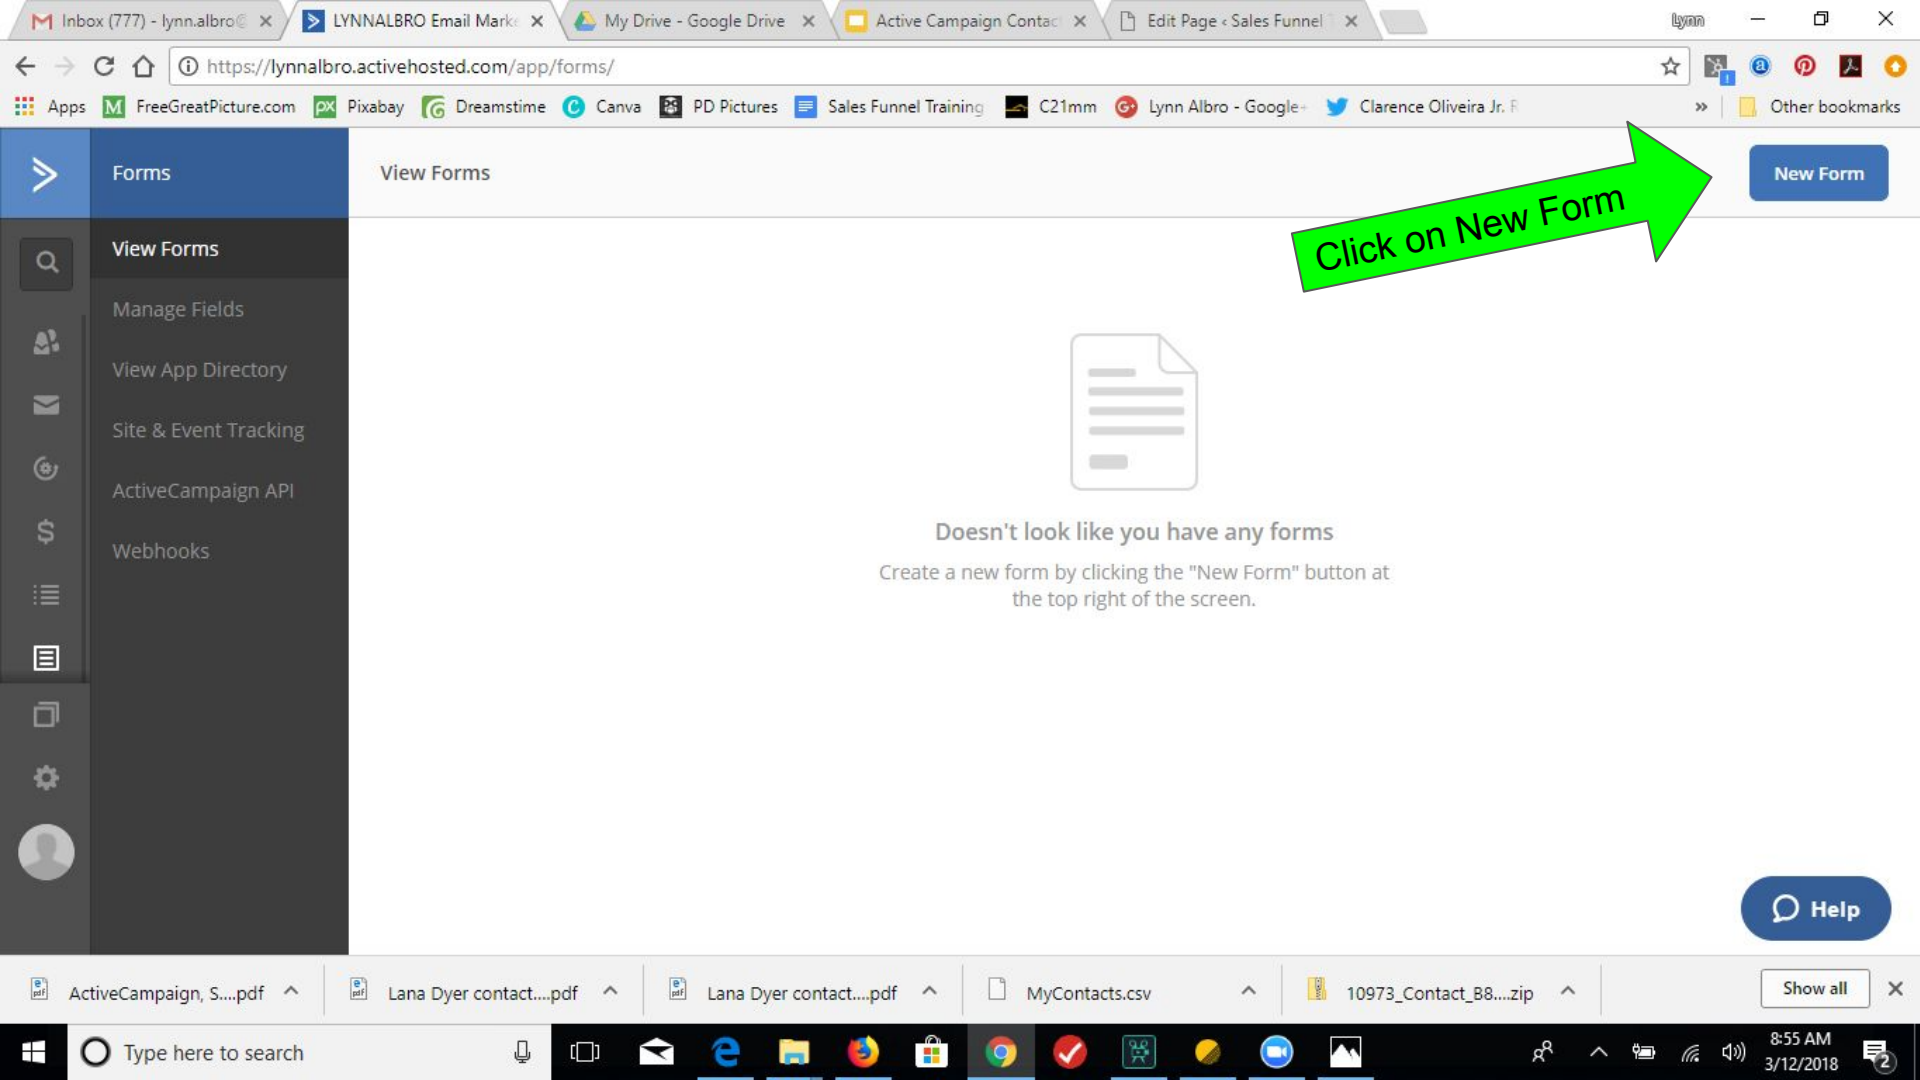 Inbox (777) - lynn.albro@
LYNNALBRO Email Mark
My Drive - Google Drive
Active Campaign Contac
Edit Page ‹ Sales Funnel
Lynn
https://lynnalbro.activehosted.com/app/forms/
Apps
FreeGreatPicture.com
Pixabay
Dreamstime
Canva
PD Pictures
Sales Funnel Training
C21mm
Lynn Albro - Google+
Clarence Oliveira Jr.
»
Other bookmarks
Forms
View Forms
New Form
Click on New Form
View Forms
Manage Fields
View App Directory
Site & Event Tracking
ActiveCampaign API
Webhooks
Doesn't look like you have any forms
Create a new form by clicking the "New Form" button at
the top right of the screen.
Help
ActiveCampaign, S....pdf
Lana Dyer contact....pdf
Lana Dyer contact....pdf
MyContacts.csv
10973_Contact_B8....zip
Show all
Type here to search
8:55 AM
3/12/2018
2